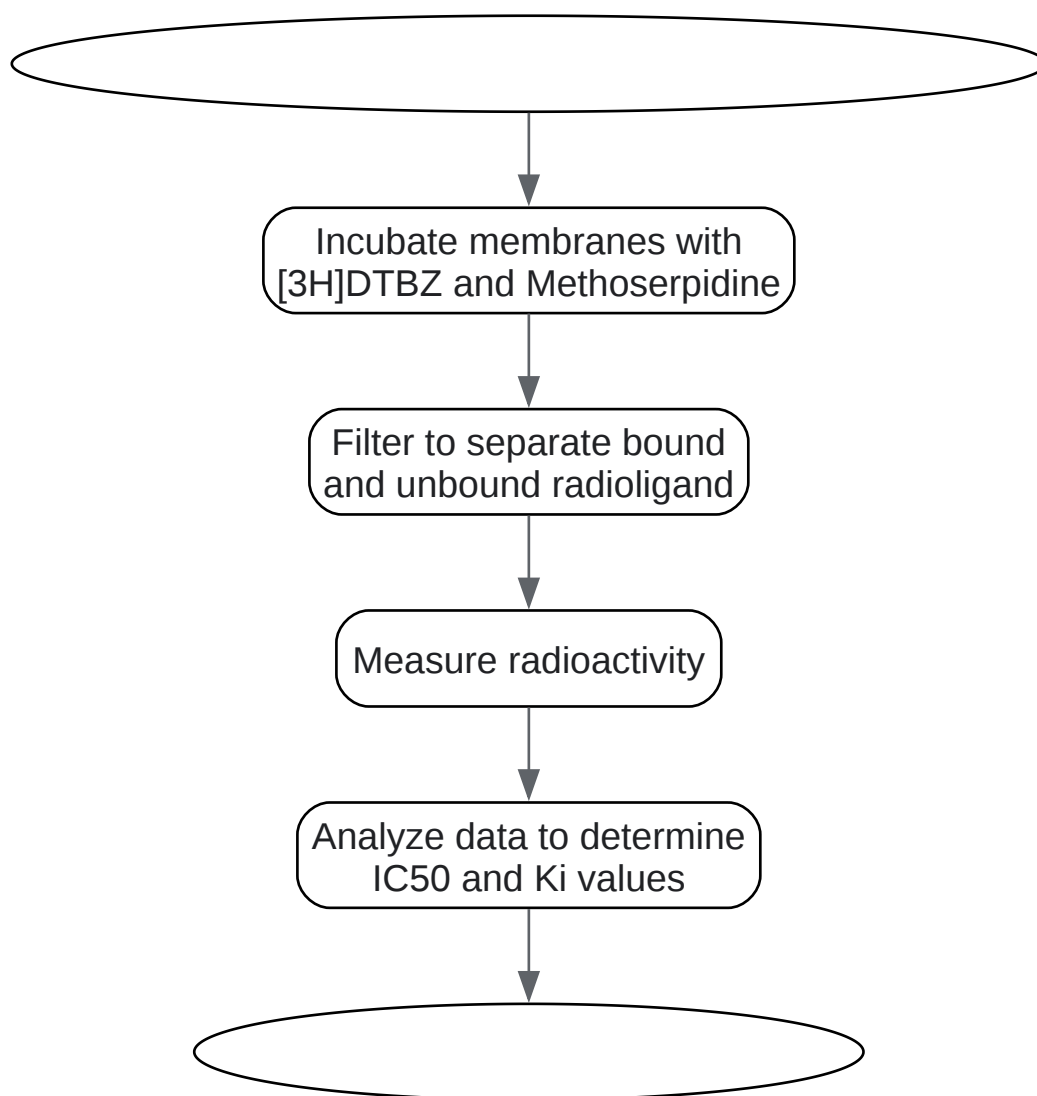 Incubate membranes with
[3H]DTBZ and Methoserpidine
Filter to separate bound
and unbound radioligand
Measure radioactivity
Analyze data to determine
IC50 and Ki values